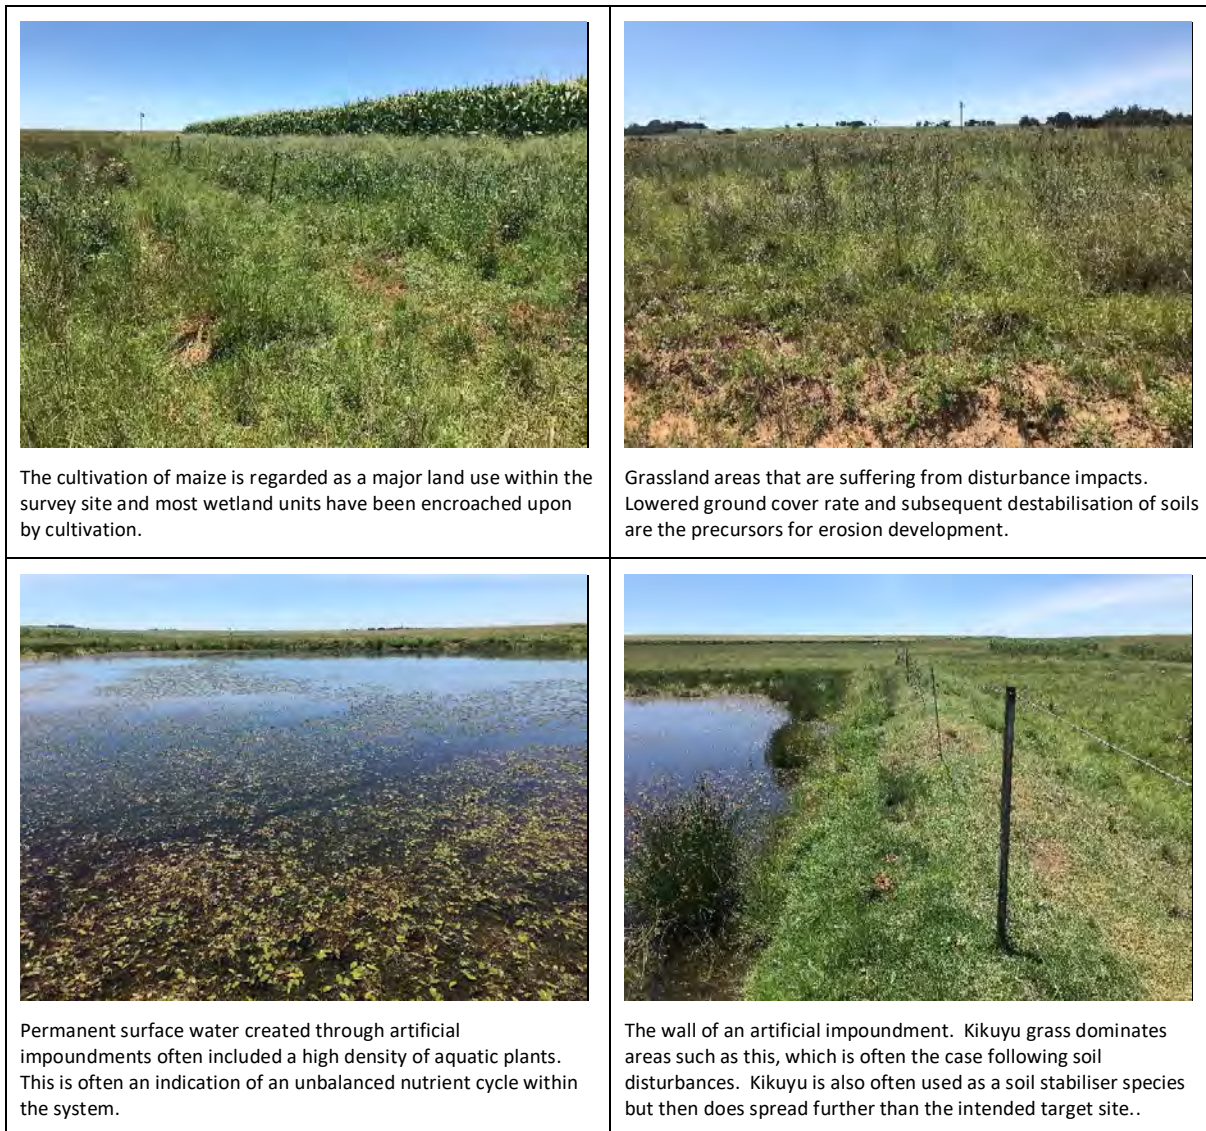 The cultivation of maize is regarded as a major land use within the
survey site and most wetland units have been encroached upon
by cultivation.
Grassland areas that are suffering from disturbance impacts.
Lowered ground cover rate and subsequent destabilisation of soils
are the precursors for erosion development.
Permanent surface water created through artificial
impoundments often included a high density of aquatic plants.
This is often an indication of an unbalanced nutrient cycle within
the system.
The wall of an artificial impoundment.  Kikuyu grass dominates
areas such as this, which is often the case following soil
disturbances.  Kikuyu is also often used as a soil stabiliser species
but then does spread further than the intended target site..